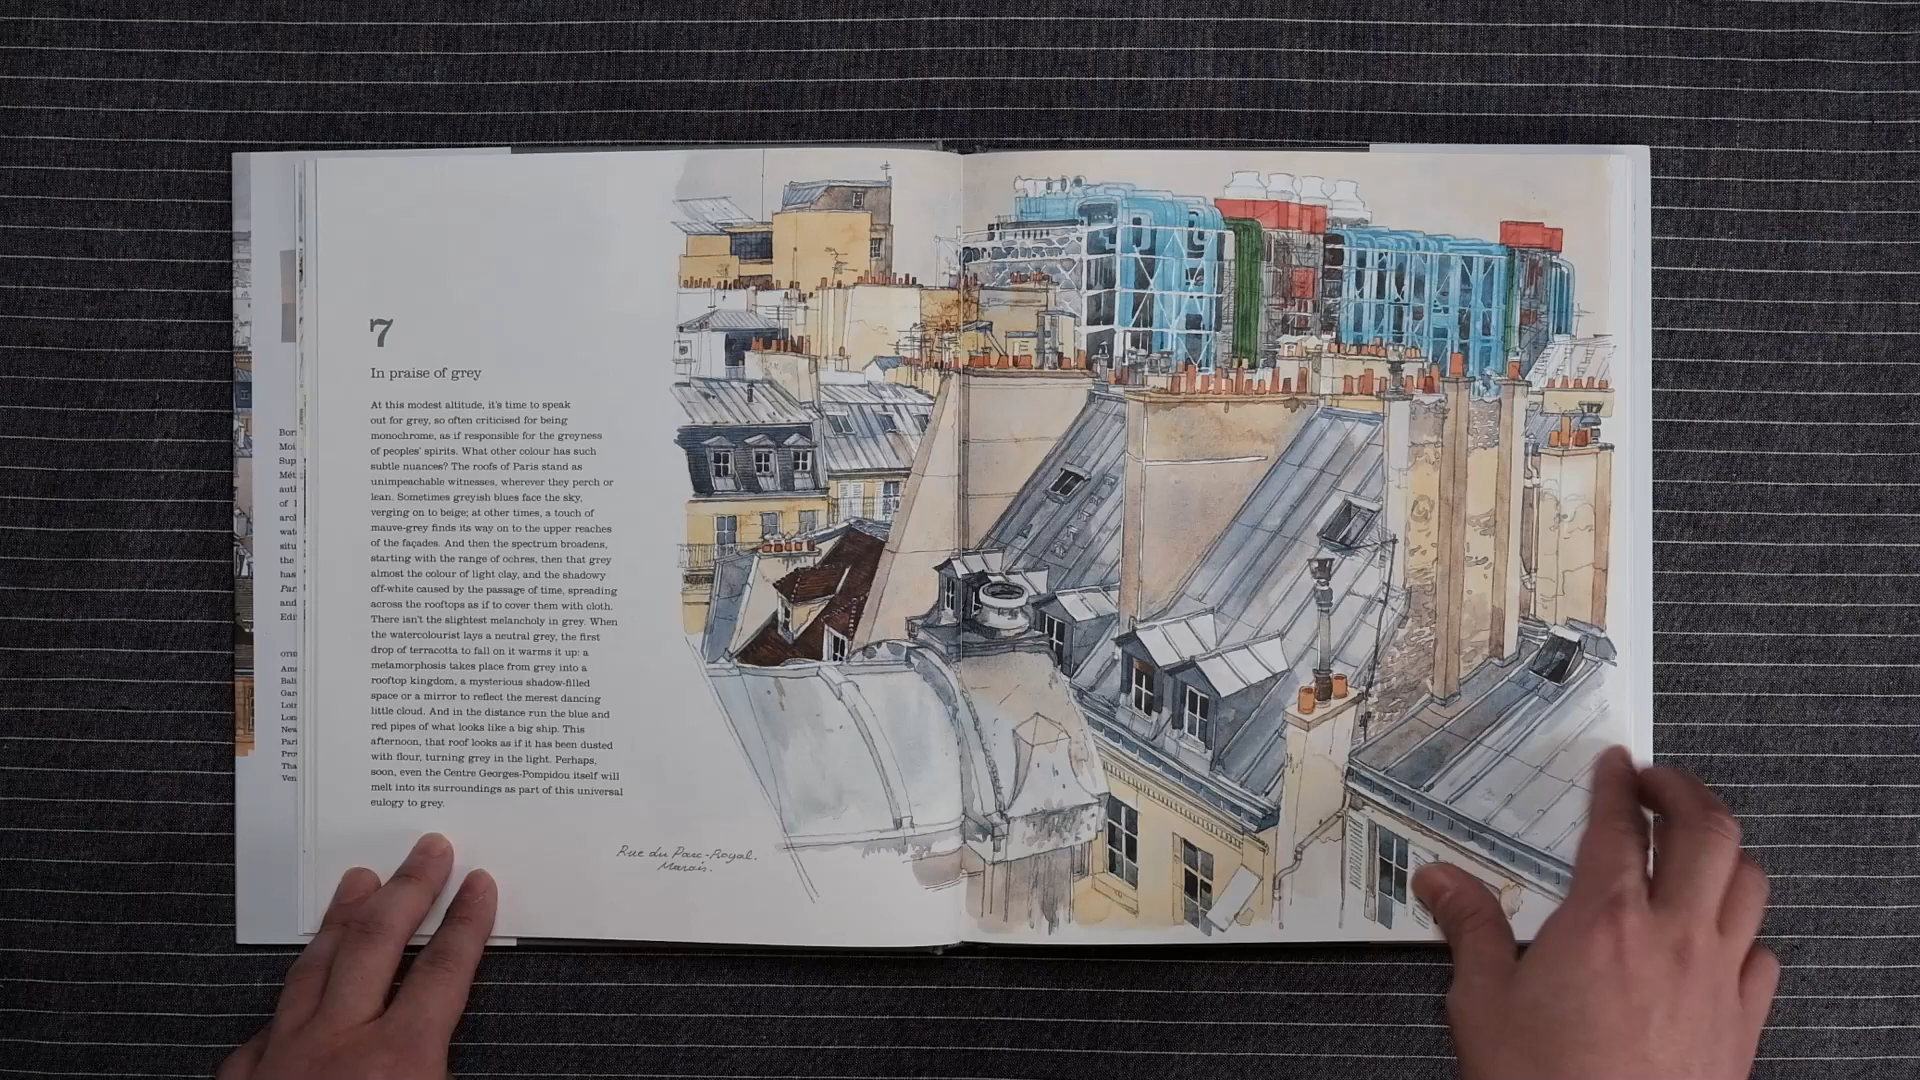 7
In praise of grey
At this modest altitude, it's time to speak
out for grey, so often criticised for being
monochrome, as if responsible for the greyness
of peoples' spirits. What other colour has such
subtle nuances? The roofs of Paris stand as
unimpeachable witnesses, wherever they perch or
lean. Sometimes greyish blues face the sky,
verging on to beige; at other times, a touch of
mauve-grey finds its way on to the upper reaches
of the façades. And then the spectrum broadens,
starting with the range of ochres, then that grey
almost the colour of light clay, and the shadowy
off-white caused by the passage of time, spreading
across the rooftops as if to cover them with cloth.
There isn't the slightest melancholy in grey. When
the watercolourist lays a neutral grey, the first
drop of terracotta to fall on it warms it up: a
metamorphosis takes place from grey into a
rooftop kingdom, a mysterious shadow-filled
space or a mirror to reflect the merest dancing
little cloud. And in the distance run the blue and
red pipes of what looks like a big ship. This
afternoon, that roof looks as if it has been dusted
with flour, turning grey in the light. Perhaps,
soon, even the Centre Georges-Pompidou itself will
melt into its surroundings as part of this universal
eulogy to grey.
Rue du Parc-Royal.
Marais.